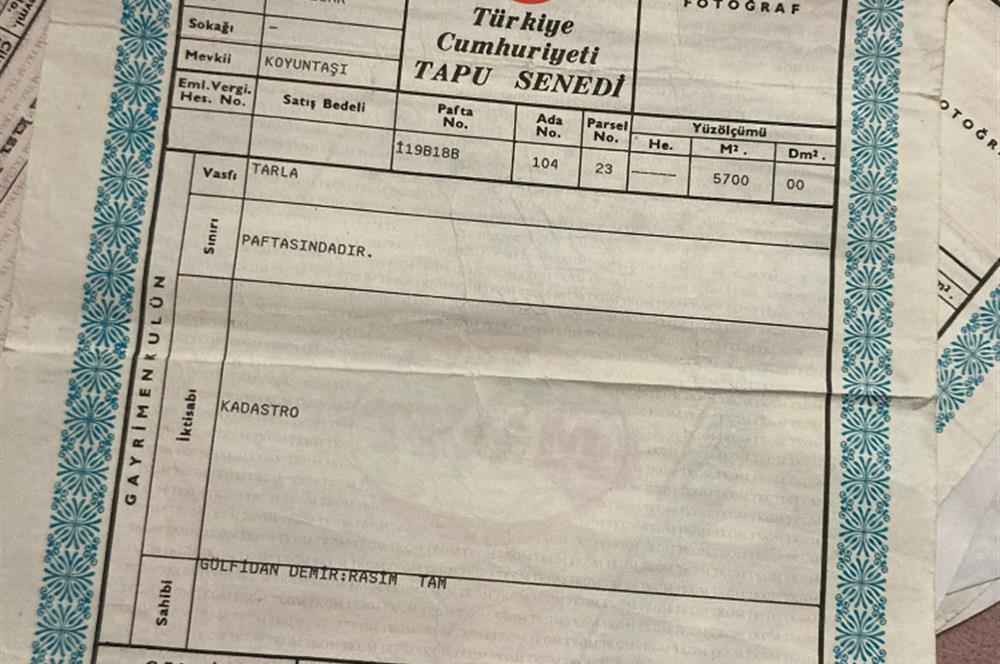 FOTOĞRAF
Sokağı –
Türkiye
Cumhuriyeti
TAPU SENEDİ
Mevkii KOYUNTAŞI
Eml.Vergi.
Hes. No.
Satış Bedeli
Pafta
No.
Ada
No.
Parsel
No.
Yüzölçümü
He. M². Dm².
İ19B18B 104 23 —— 5700 00
GAYRİMENKULÜN
Vasfı TARLA
Sınırı PAFTASINDADIR.
İktisabı KADASTRO
Sahibi GÜLFİDAN DEMİR:RASİM TAM